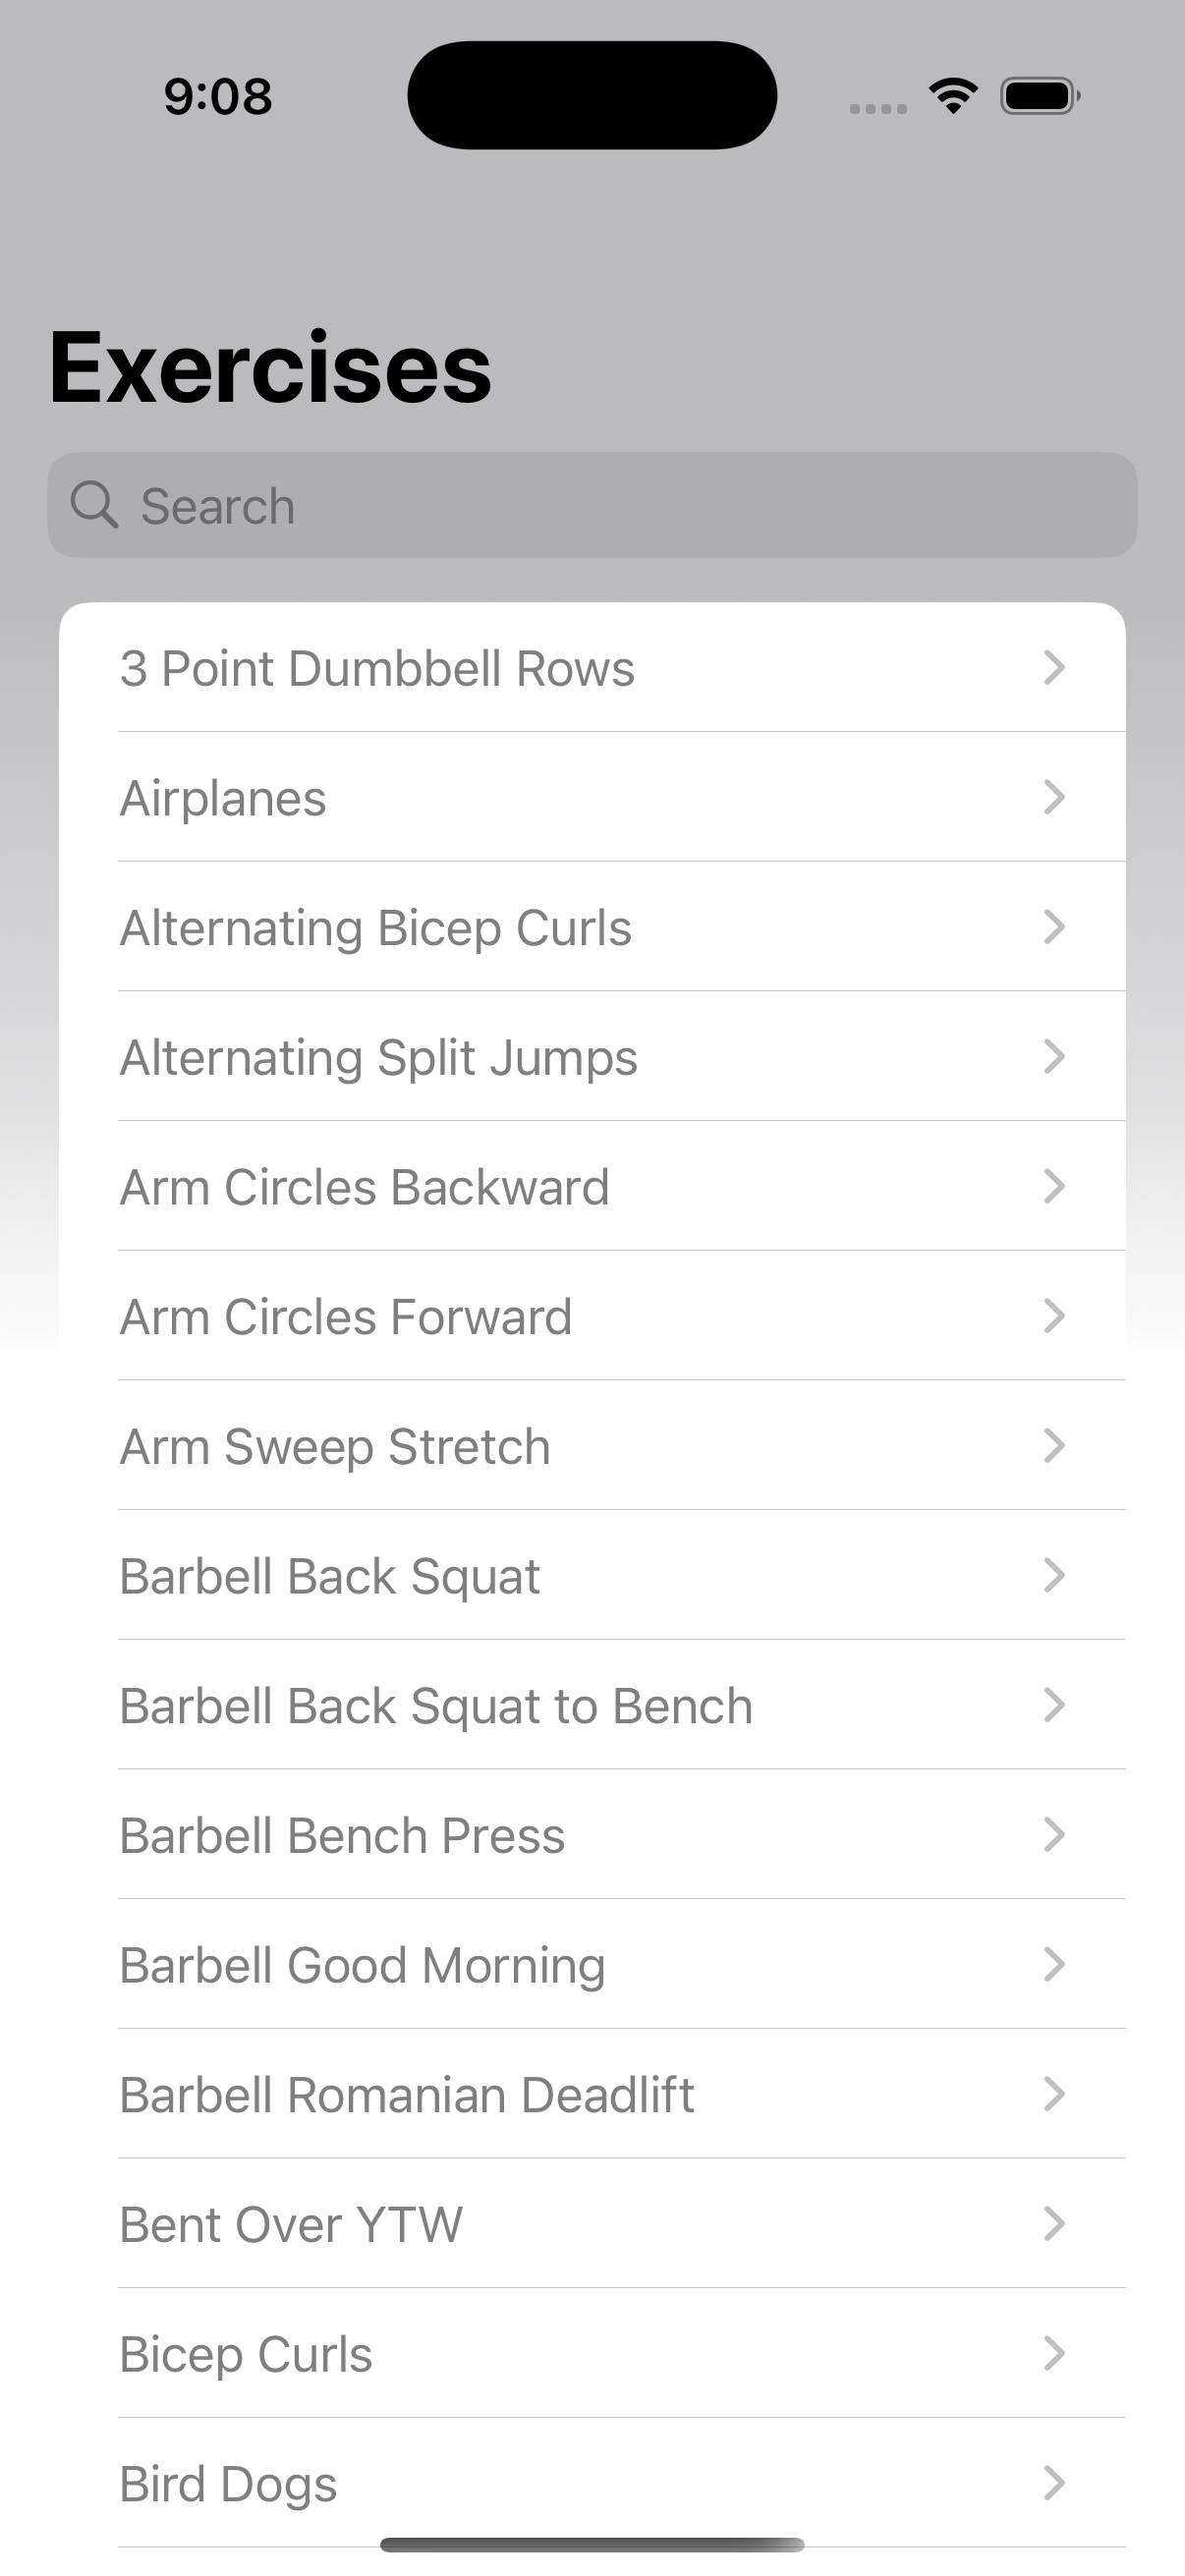 9:08
Exercises
Search
3 Point Dumbbell Rows
Airplanes
Alternating Bicep Curls
Alternating Split Jumps
Arm Circles Backward
Arm Circles Forward
Arm Sweep Stretch
Barbell Back Squat
Barbell Back Squat to Bench
Barbell Bench Press
Barbell Good Morning
Barbell Romanian Deadlift
Bent Over YTW
Bicep Curls
Bird Dogs